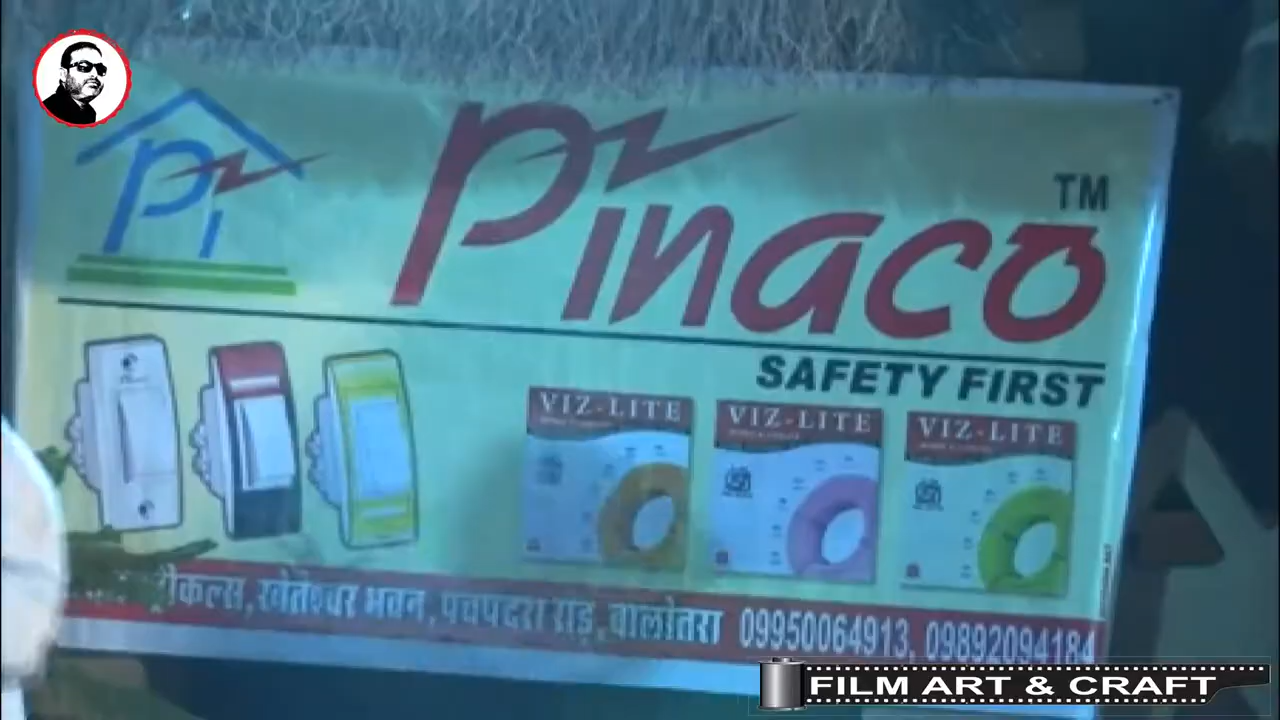 Pi
Pinaco TM
SAFETY FIRST
VIZ-LITE VIZ-LITE VIZ-LITE
खेतेश्वर भवन, पचपदरा रोड़, बालोतरा 09950064913, 09892094184
FILM ART & CRAFT